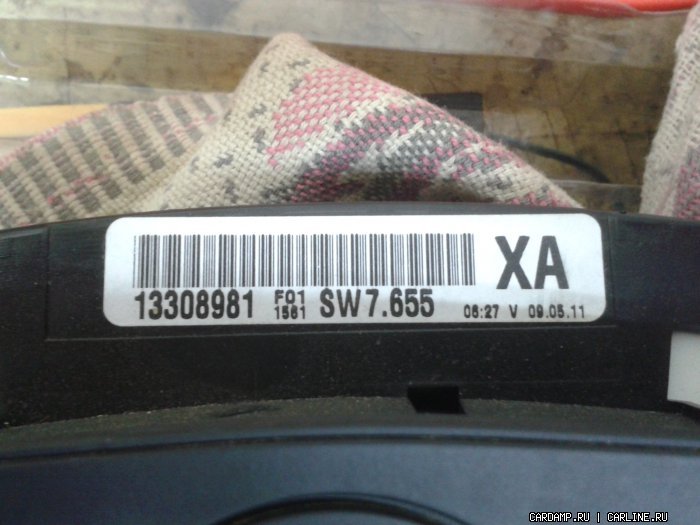 XA
13308981 F01 1561 SW7.655 06:27 V 09.05.11
CARDAMP.RU | CARLINE.RU